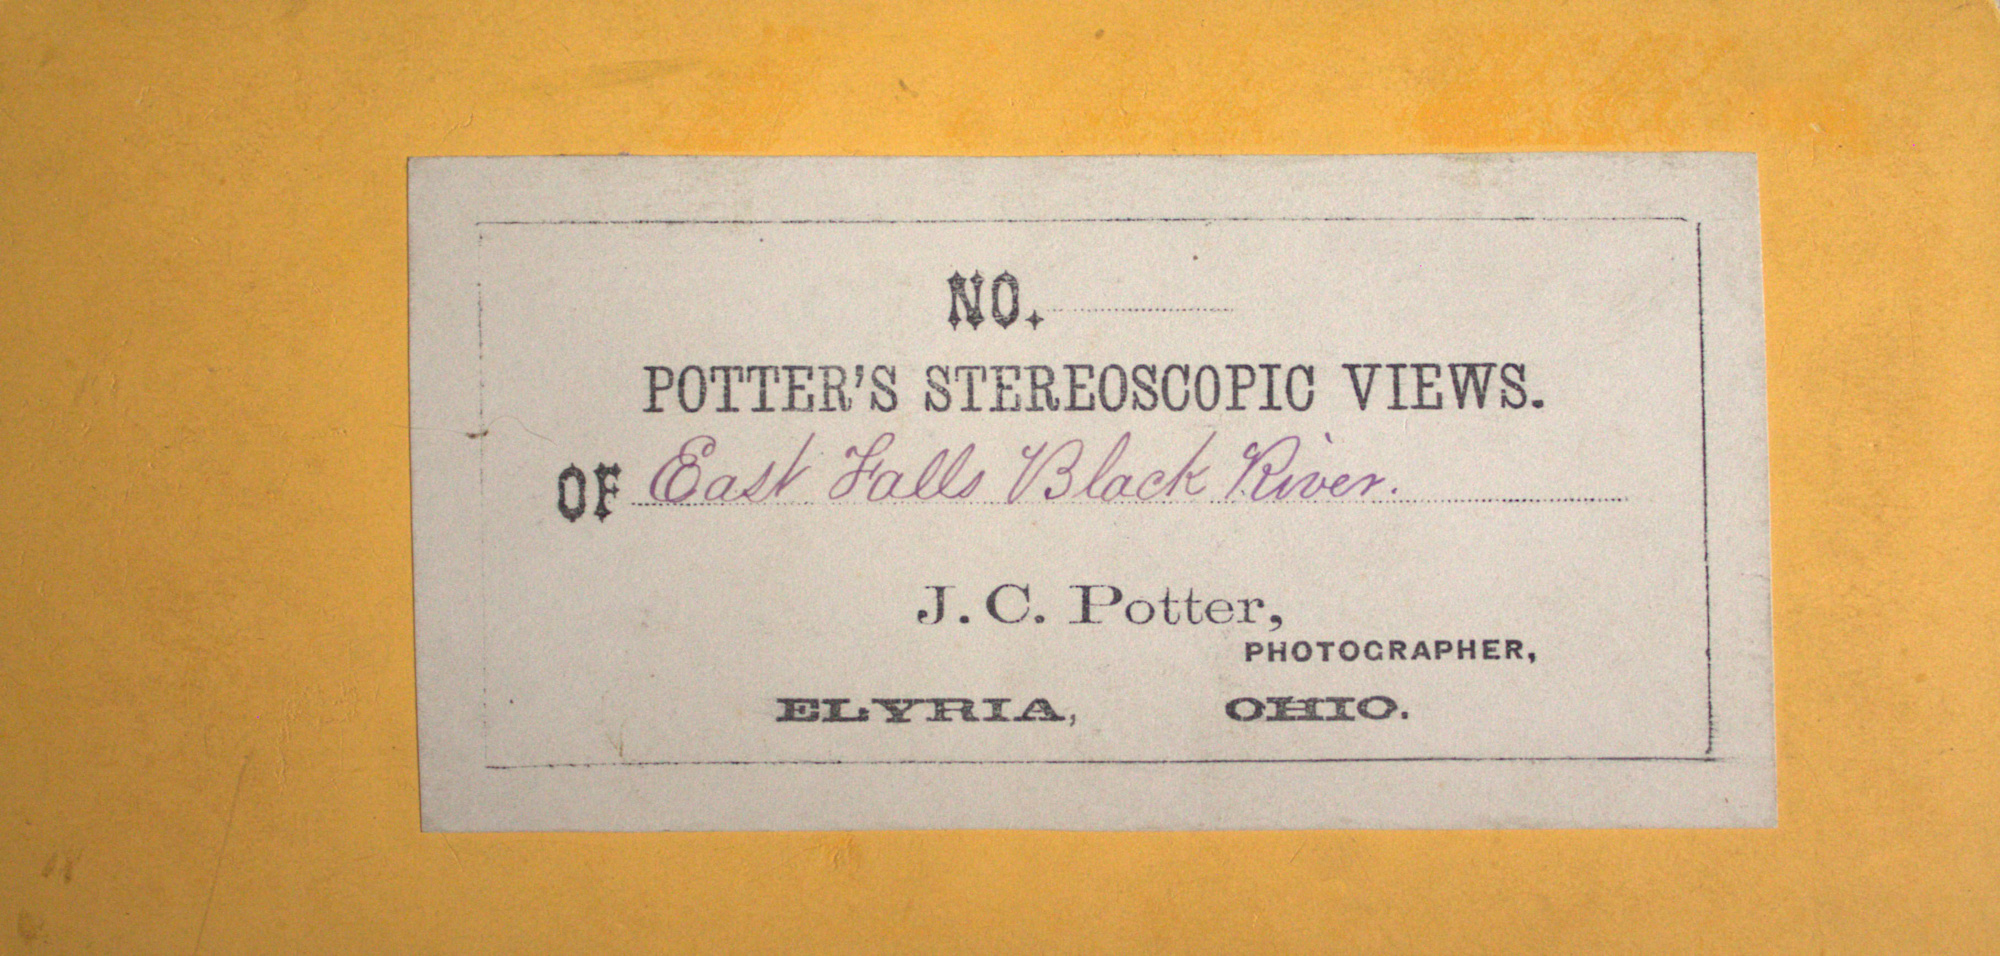 NO.
POTTER'S STEREOSCOPIC VIEWS.
OF East Falls Black River.
J. C. Potter,
PHOTOGRAPHER,
ELYRIA, OHIO.